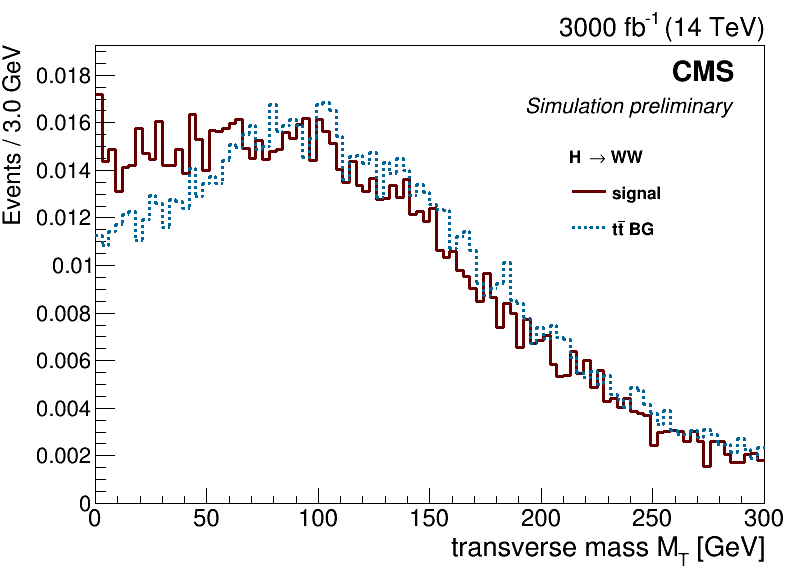 3000 fb⁻¹ (14 TeV)
CMS
Simulation preliminary
H → WW
signal
tt̄ BG
Events / 3.0 GeV
0.018
0.016
0.014
0.012
0.01
0.008
0.006
0.004
0.002
0
0 50 100 150 200 250 300
transverse mass M_T [GeV]